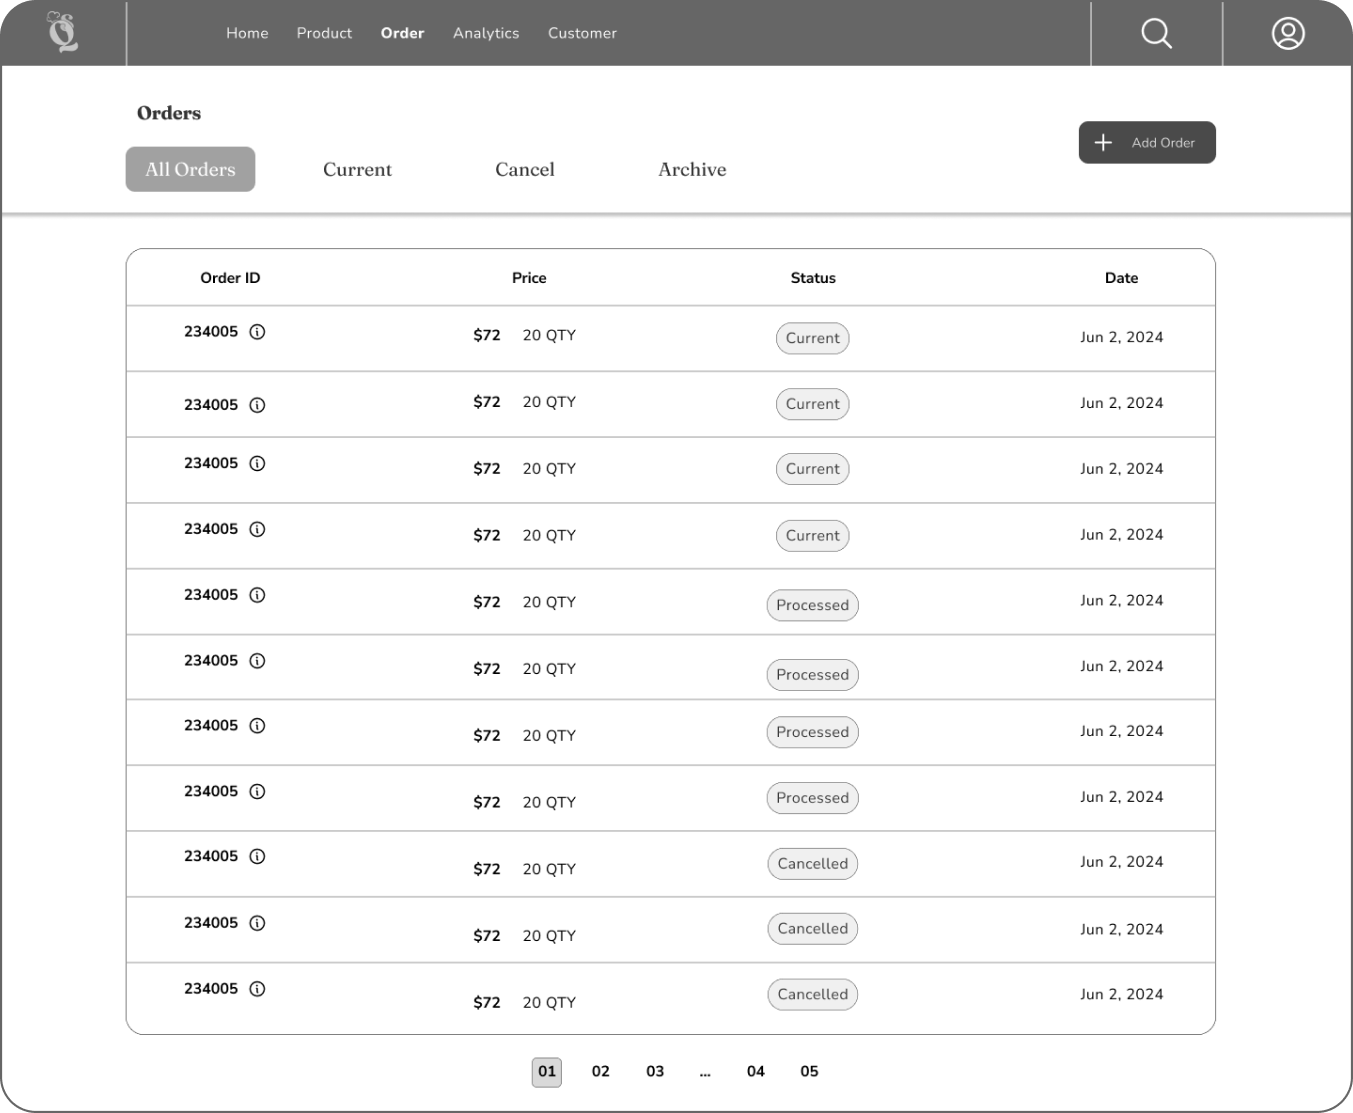 Home Product Order Analytics Customer
Orders
Add Order
All Orders Current Cancel Archive
Order ID Price Status Date
234005 $72 20 QTY Current Jun 2, 2024
234005 $72 20 QTY Current Jun 2, 2024
234005 $72 20 QTY Current Jun 2, 2024
234005 $72 20 QTY Current Jun 2, 2024
234005 $72 20 QTY Processed Jun 2, 2024
234005 $72 20 QTY Processed Jun 2, 2024
234005 $72 20 QTY Processed Jun 2, 2024
234005 $72 20 QTY Processed Jun 2, 2024
234005 $72 20 QTY Cancelled Jun 2, 2024
234005 $72 20 QTY Cancelled Jun 2, 2024
234005 $72 20 QTY Cancelled Jun 2, 2024
01 02 03 ... 04 05